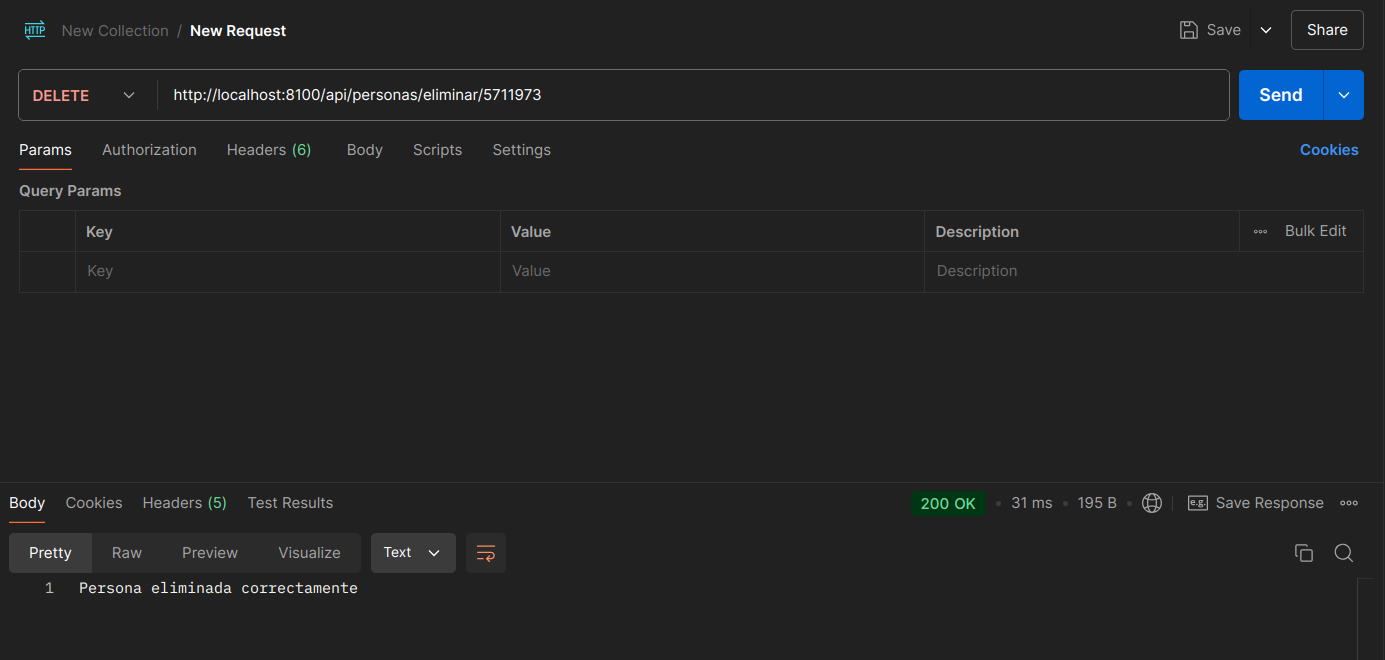 HTTP New Collection / New Request Save Share
DELETE http://localhost:8100/api/personas/eliminar/5711973 Send
Params Authorization Headers (6) Body Scripts Settings Cookies
Query Params
Key Value Description Bulk Edit
Key Value Description
Body Cookies Headers (5) Test Results 200 OK 31 ms 195 B e.g. Save Response
Pretty Raw Preview Visualize Text
1 Persona eliminada correctamente